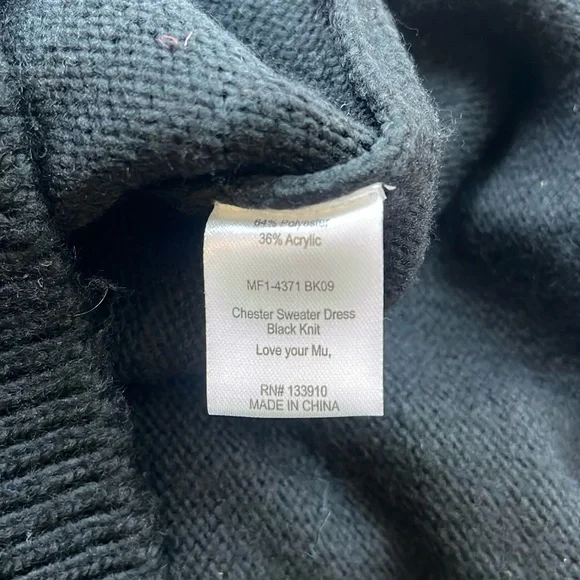 64% Polyester
36% Acrylic
MF1-4371 BK09
Chester Sweater Dress
Black Knit
Love your Mu,
RN# 133910
MADE IN CHINA